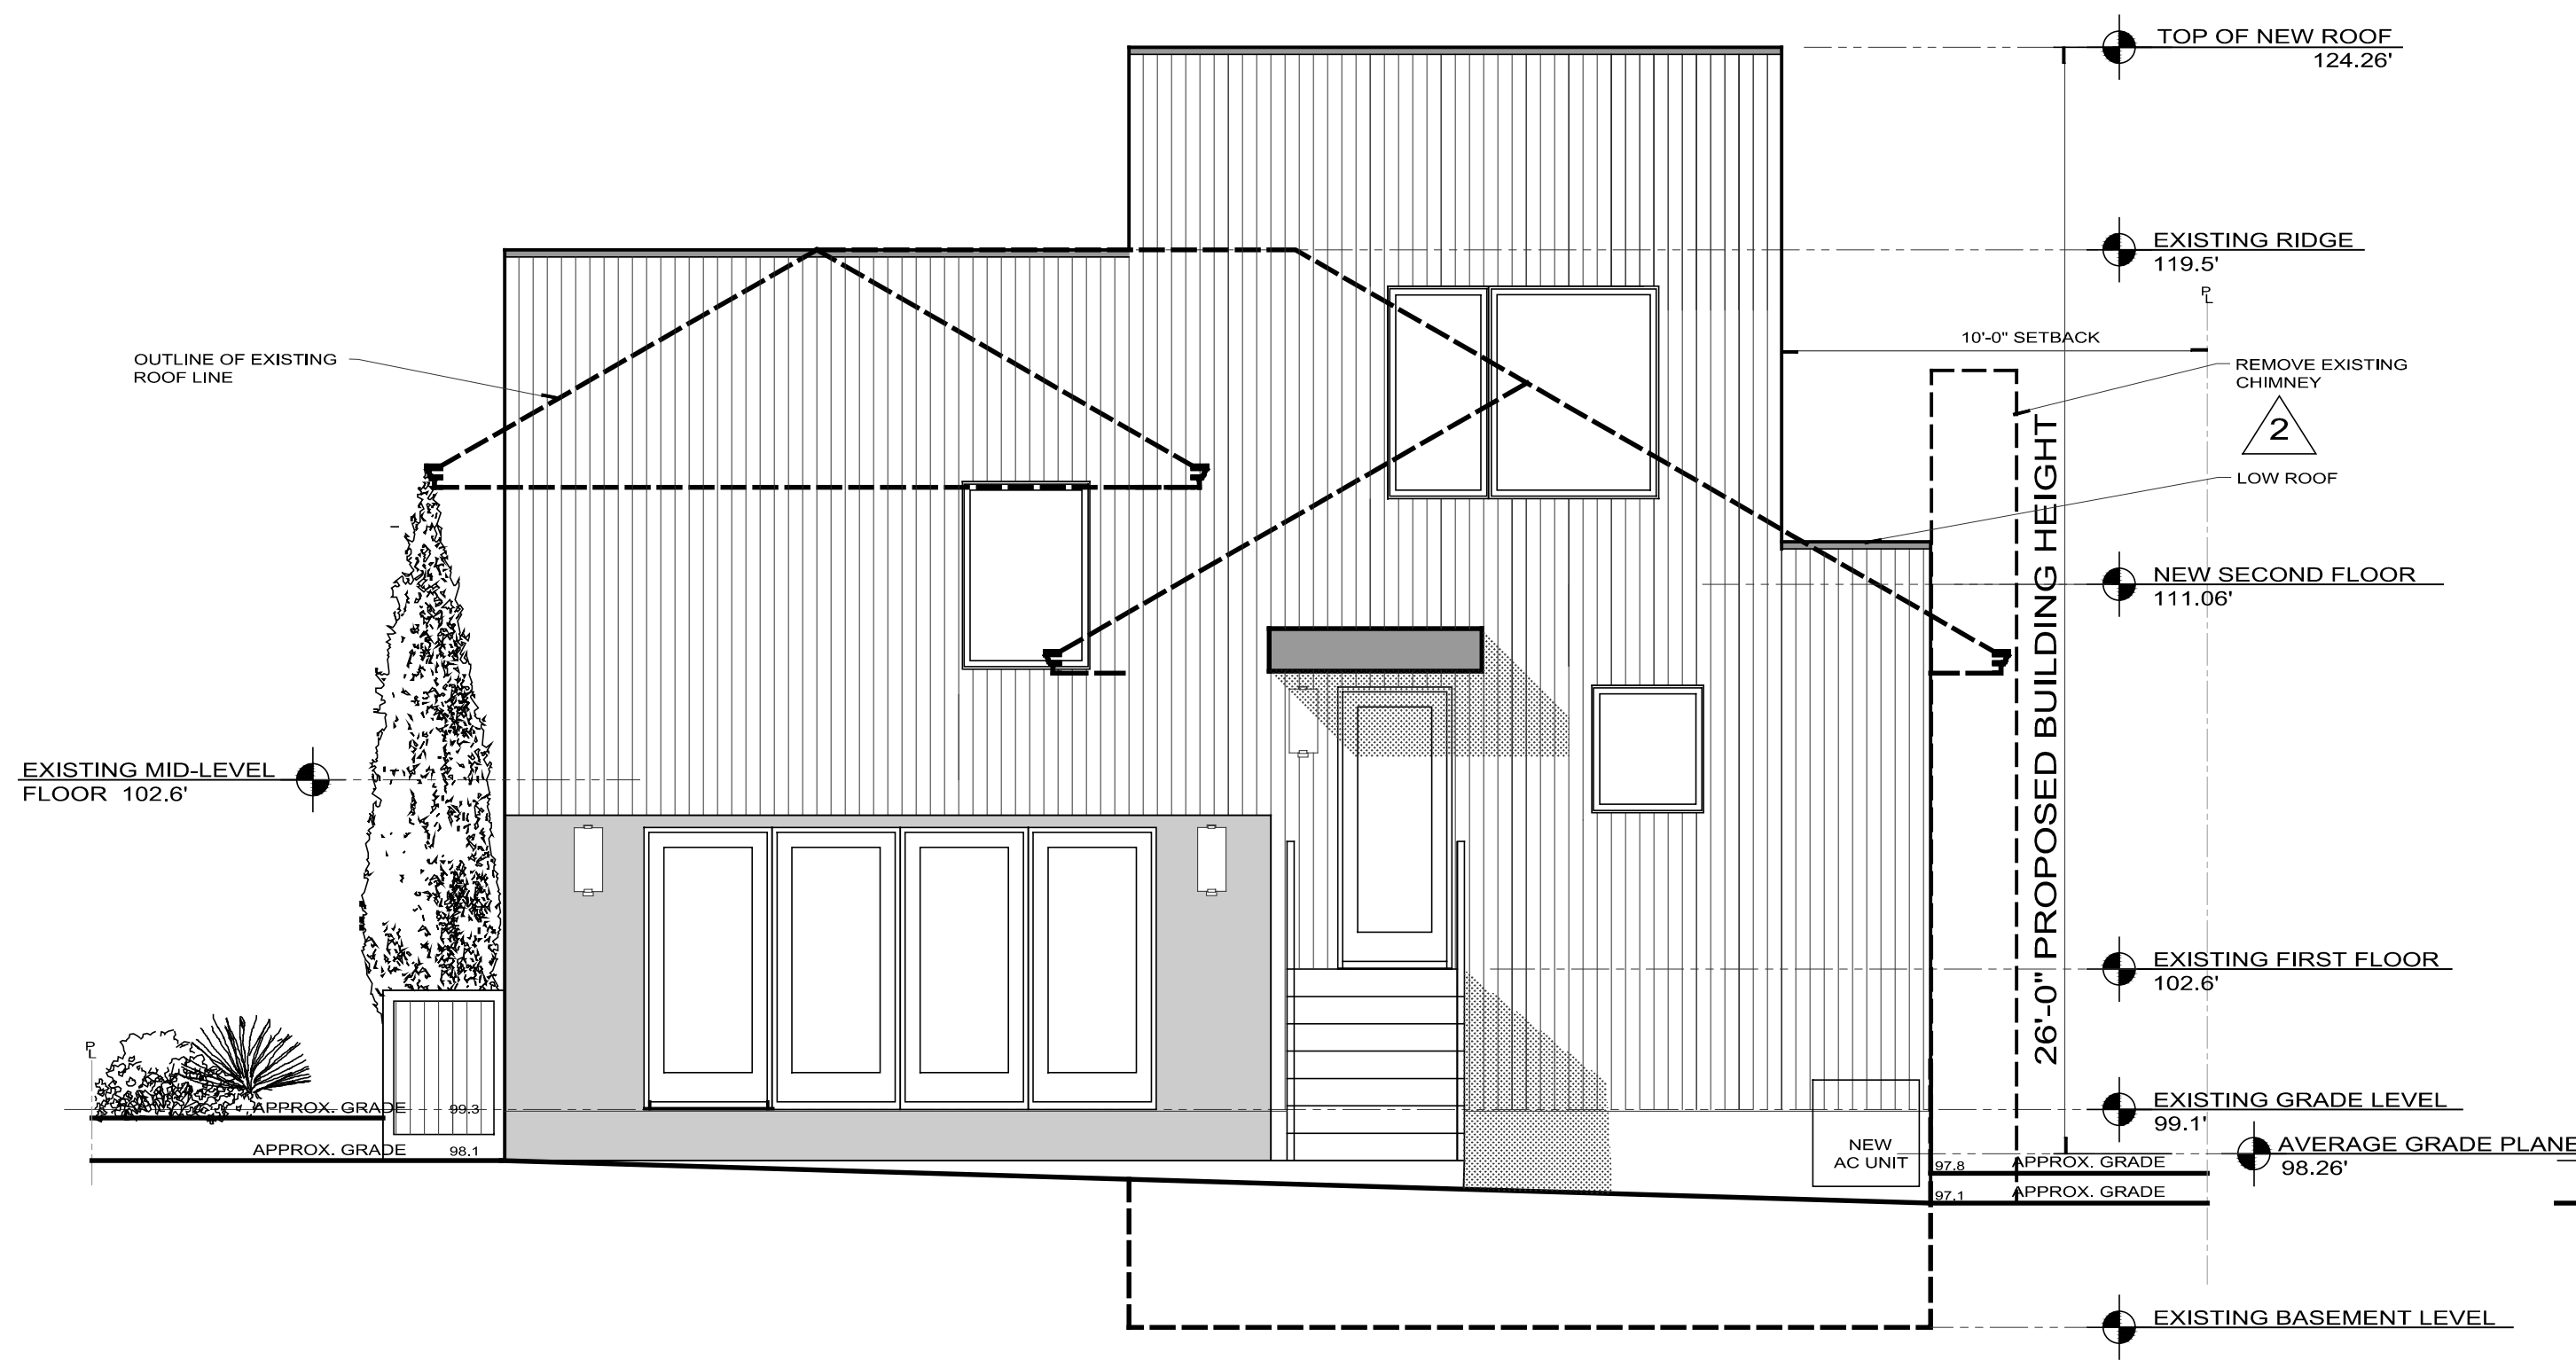 TOP OF NEW ROOF
124.26'
EXISTING RIDGE
119.5'
PL
10'-0" SETBACK
OUTLINE OF EXISTING
ROOF LINE
REMOVE EXISTING
CHIMNEY
2
LOW ROOF
NEW SECOND FLOOR
111.06'
26'-0" PROPOSED BUILDING HEIGHT
EXISTING MID-LEVEL
FLOOR 102.6'
EXISTING FIRST FLOOR
102.6'
PL
APPROX. GRADE 99.3
EXISTING GRADE LEVEL
99.1'
APPROX. GRADE 98.1
NEW
AC UNIT
97.8 APPROX. GRADE
AVERAGE GRADE PLANE
98.26'
97.1 APPROX. GRADE
EXISTING BASEMENT LEVEL